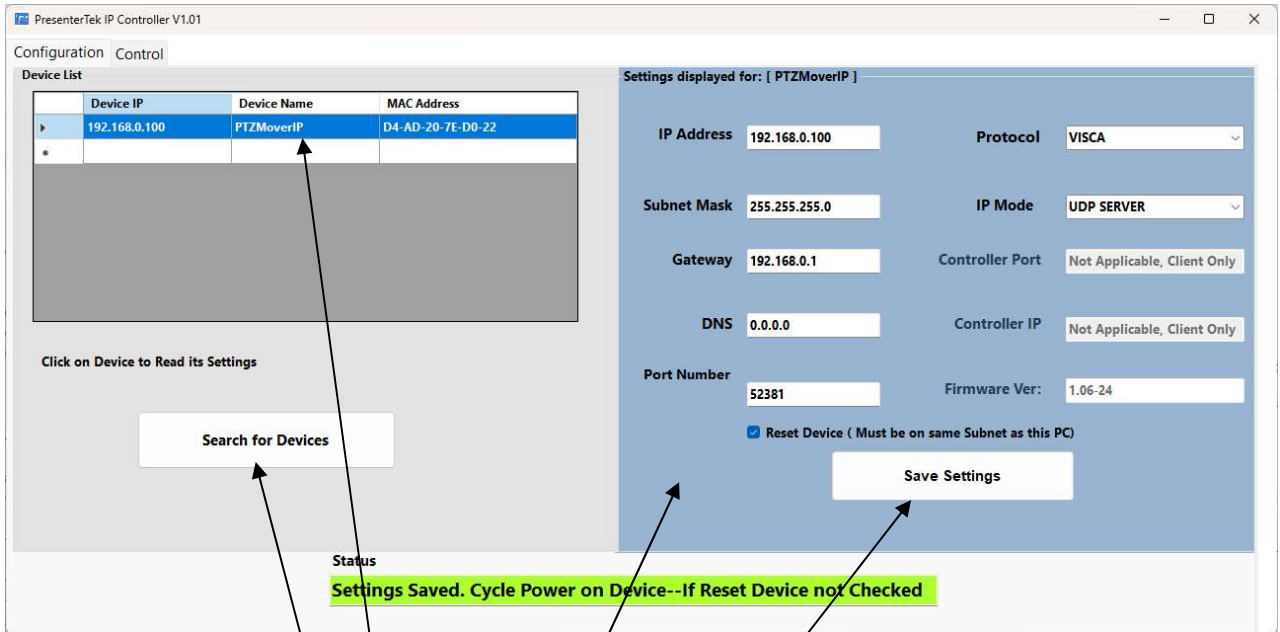 PresenterTek IP Controller V1.01
Configuration Control
Device List
Device IP Device Name MAC Address
192.168.0.100 PTZMoverIP D4-AD-20-7E-D0-22
Click on Device to Read its Settings
Search for Devices
Settings displayed for: [ PTZMoverIP ]
IP Address 192.168.0.100 Protocol VISCA
Subnet Mask 255.255.255.0 IP Mode UDP SERVER
Gateway 192.168.0.1 Controller Port Not Applicable, Client Only
DNS 0.0.0.0 Controller IP Not Applicable, Client Only
Port Number 52381 Firmware Ver: 1.06-24
Reset Device ( Must be on same Subnet as this PC)
Save Settings
Status
Settings Saved. Cycle Power on Device--If Reset Device not Checked